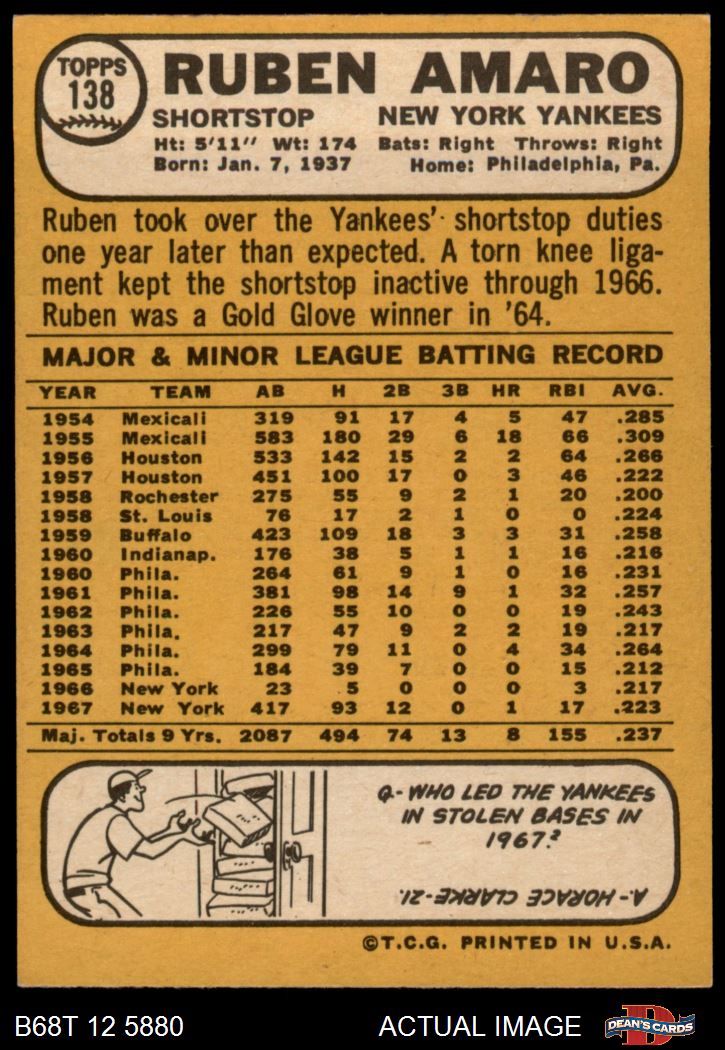 TOPPS
138
RUBEN AMARO
SHORTSTOP NEW YORK YANKEES
Ht: 5'11" Wt: 174 Bats: Right Throws: Right
Born: Jan. 7, 1937 Home: Philadelphia, Pa.
Ruben took over the Yankees' shortstop duties
one year later than expected. A torn knee liga-
ment kept the shortstop inactive through 1966.
Ruben was a Gold Glove winner in '64.
MAJOR & MINOR LEAGUE BATTING RECORD
YEAR TEAM AB H 2B 3B HR RBI AVG.
1954 Mexicali 319 91 17 4 5 47 .285
1955 Mexicali 583 180 29 6 18 66 .309
1956 Houston 533 142 15 2 2 64 .266
1957 Houston 451 100 17 0 3 46 .222
1958 Rochester 275 55 9 2 1 20 .200
1958 St. Louis 76 17 2 1 0 0 .224
1959 Buffalo 423 109 18 3 3 31 .258
1960 Indianap. 176 38 5 1 1 16 .216
1960 Phila. 264 61 9 1 0 16 .231
1961 Phila. 381 98 14 9 1 32 .257
1962 Phila. 226 55 10 0 0 19 .243
1963 Phila. 217 47 9 2 2 19 .217
1964 Phila. 299 79 11 0 4 34 .264
1965 Phila. 184 39 7 0 0 15 .212
1966 New York 23 5 0 0 0 3 .217
1967 New York 417 93 12 0 1 17 .223
Maj. Totals 9 Yrs. 2087 494 74 13 8 155 .237
Q- WHO LED THE YANKEES
IN STOLEN BASES IN
1967?
A- HORACE CLARKE-21.
©T.C.G. PRINTED IN U.S.A.
B68T 12 5880 ACTUAL IMAGE
D
DEAN'S CARDS